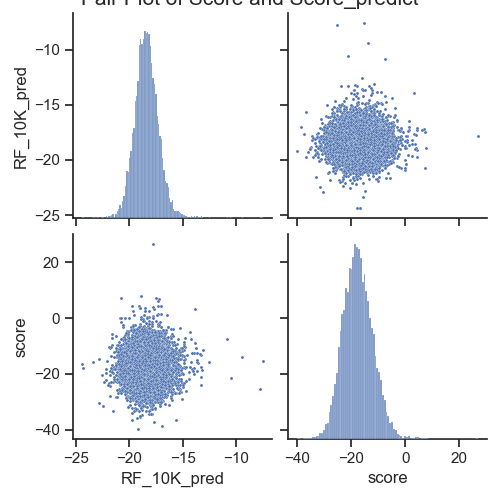 Pair Plot of Score and Score_predict
−10
−15
−20
−25
RF_10K_pred
20
0
−20
−40
score
−25 −20 −15 −10
RF_10K_pred
−40 −20 0 20
score